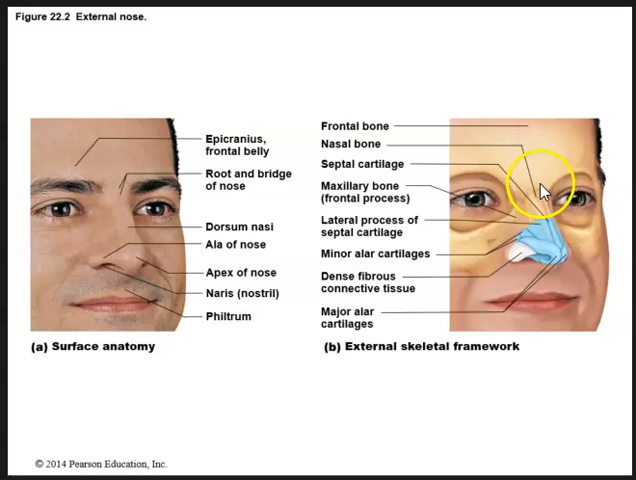 Figure 22.2 External nose.
Epicranius,
frontal belly
Root and bridge
of nose
Dorsum nasi
Ala of nose
Apex of nose
Naris (nostril)
Philtrum
(a) Surface anatomy
Frontal bone
Nasal bone
Septal cartilage
Maxillary bone
(frontal process)
Lateral process of
septal cartilage
Minor alar cartilages
Dense fibrous
connective tissue
Major alar
cartilages
(b) External skeletal framework
© 2014 Pearson Education, Inc.